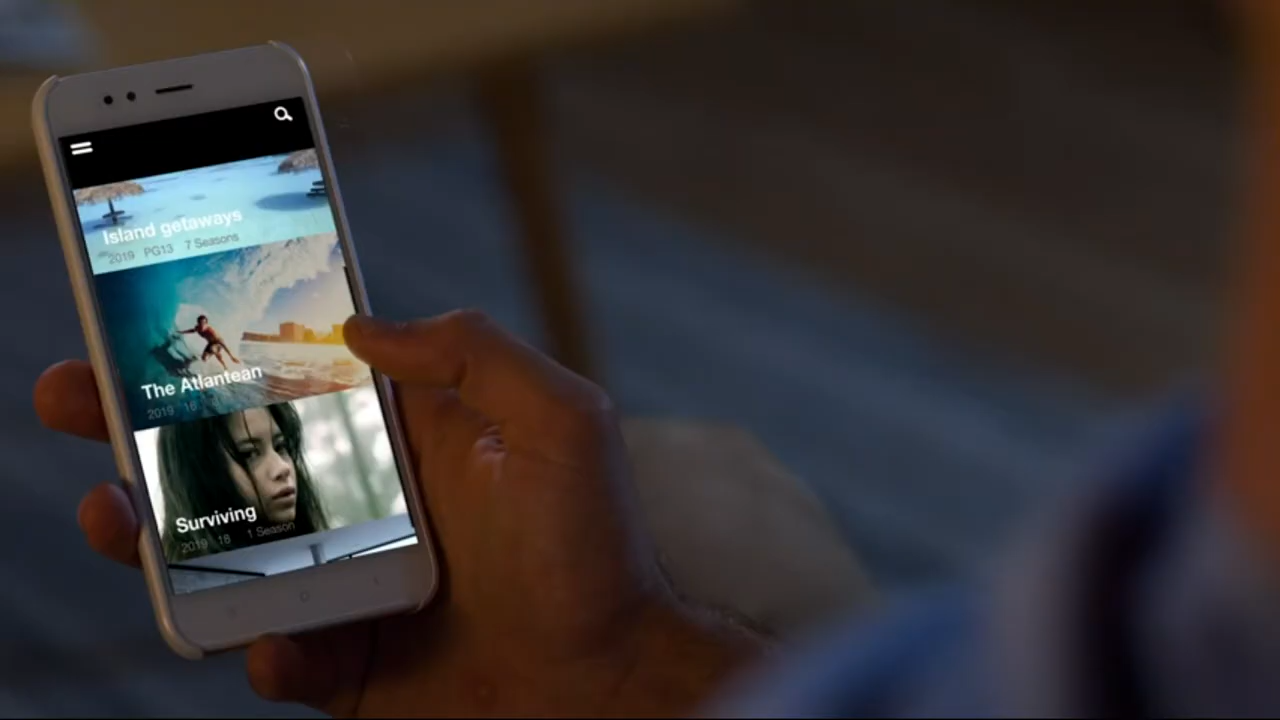 Island getaways
2019 PG13 7 Seasons
The Atlantean
2019 16
Surviving
2019 18 1 Season